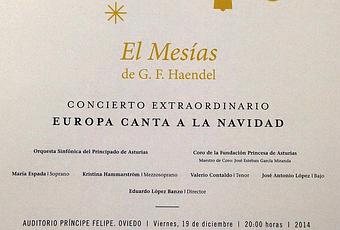 El Mesías
de G. F. Haendel
CONCIERTO EXTRAORDINARIO
EUROPA CANTA A LA NAVIDAD
Orquesta Sinfónica del Principado de Asturias
Coro de la Fundación Princesa de Asturias
Maestro de Coro: José Esteban García Miranda
María Espada | Soprano Kristina Hammarström | Mezzosoprano Valerio Contaldo | Tenor José Antonio López | Bajo
Eduardo López Banzo | Director
AUDITORIO PRÍNCIPE FELIPE. OVIEDO | Viernes, 19 de diciembre | 20:00 horas | 2014